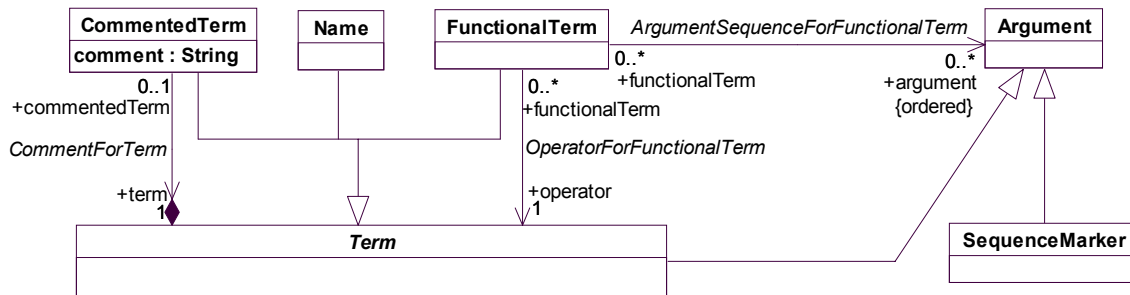 CommentedTerm
comment : String
Name
FunctionalTerm
ArgumentSequenceForFunctionalTerm
Argument
0..1
+commentedTerm
0..*
+functionalTerm
0..*
+functionalTerm
0..*
+argument
{ordered}
CommentForTerm
OperatorForFunctionalTerm
+term
1
+operator
1
Term
SequenceMarker